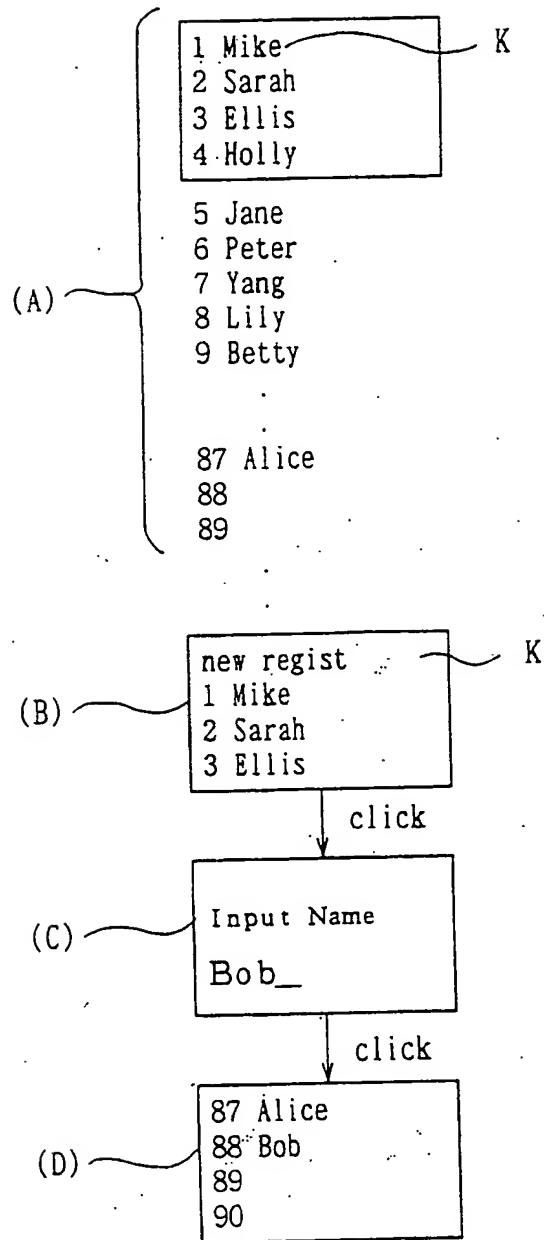 1 Mike K
2 Sarah
3 Ellis
4 Holly
5 Jane
6 Peter
(A) 7 Yang
8 Lily
9 Betty
87 Alice
88
89
new regist K
(B) 1 Mike
2 Sarah
3 Ellis
click
(C) Input Name
Bob_
click
87 Alice
(D) 88 Bob
89
90